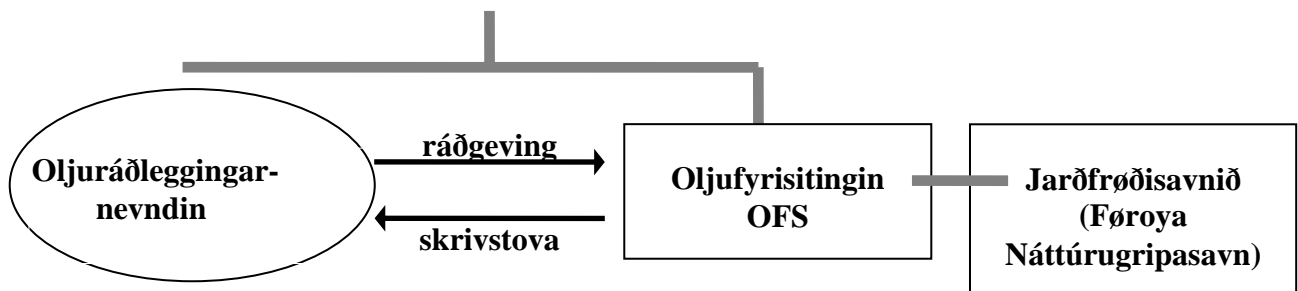 Oljuráðleggingar-
nevndin
ráðgeving
skrivstova
Oljufyrisitingin
OFS
Jarðfrøðisavnið
(Føroya
Náttúrugripasavn)